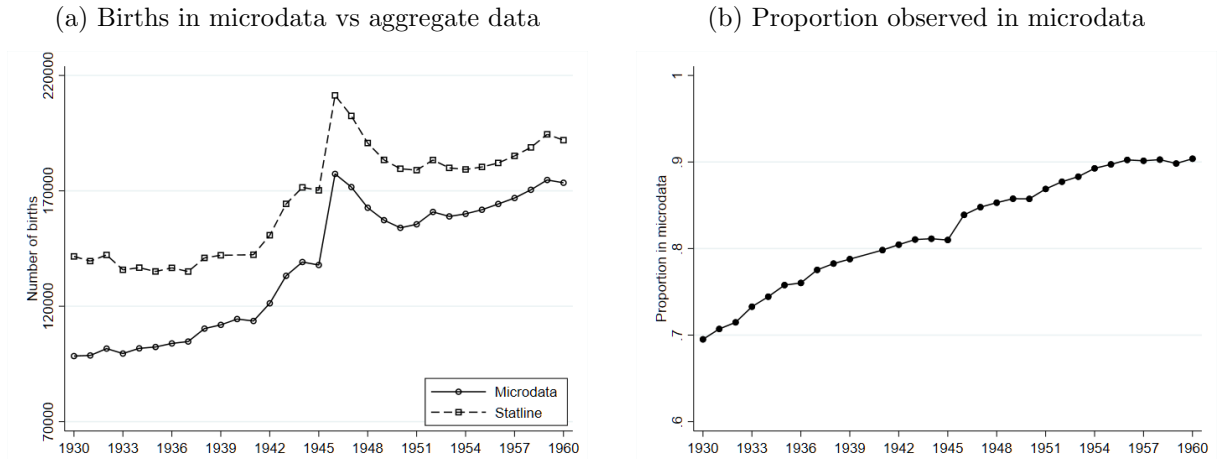 (a) Births in microdata vs aggregate data
220000
170000
120000
70000
Number of births
1930 1933 1936 1939 1942 1945 1948 1951 1954 1957 1960
Microdata
Statline
(b) Proportion observed in microdata
1
.9
.8
.7
.6
Proportion in microdata
1930 1933 1936 1939 1942 1945 1948 1951 1954 1957 1960